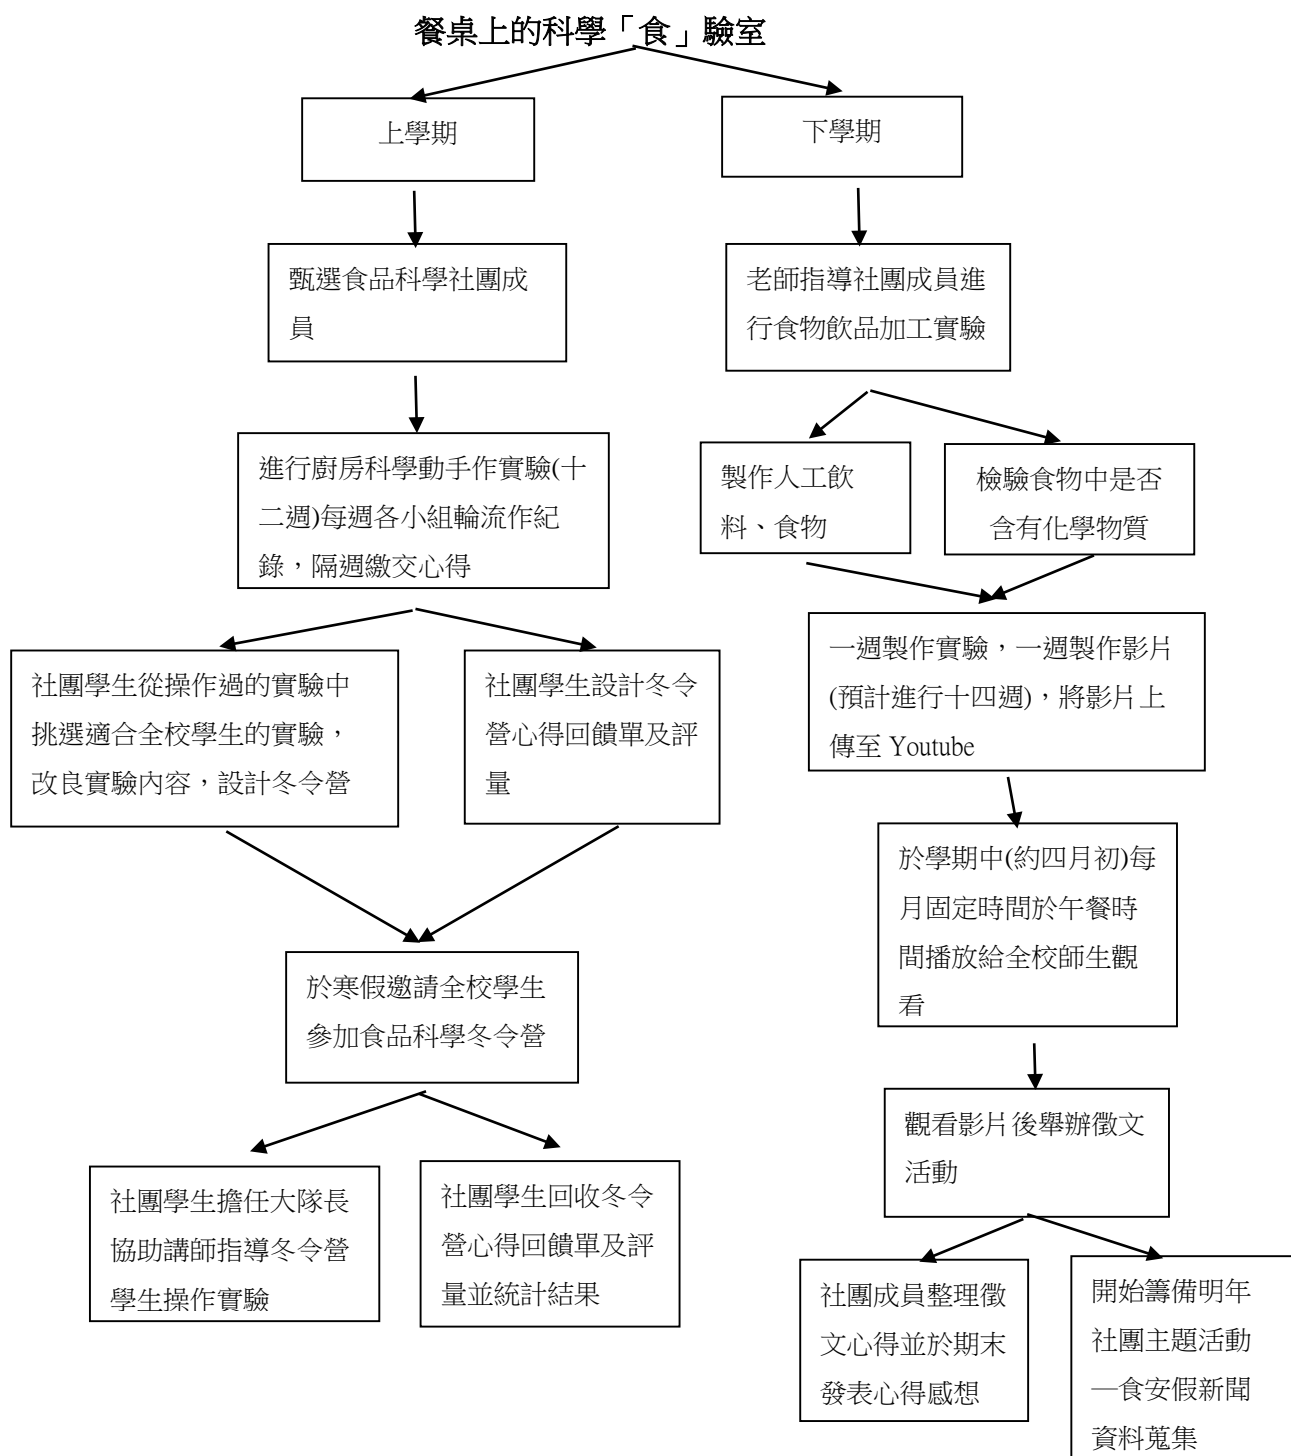 餐桌上的科學「食」驗室
上學期
下學期
甄選食品科學社團成
員
老師指導社團成員進
行食物飲品加工實驗
進行廚房科學動手作實驗(十
二週)每週各小組輪流作紀
錄，隔週繳交心得
製作人工飲
料、食物
檢驗食物中是否
含有化學物質
社團學生從操作過的實驗中
挑選適合全校學生的實驗，
改良實驗內容，設計冬令營
社團學生設計冬令
營心得回饋單及評
量
一週製作實驗，一週製作影片
(預計進行十四週)，將影片上
傳至 Youtube
於學期中(約四月初)每
月固定時間於午餐時
間播放給全校師生觀
看
於寒假邀請全校學生
參加食品科學冬令營
觀看影片後舉辦徵文
活動
社團學生擔任大隊長
協助講師指導冬令營
學生操作實驗
社團學生回收冬令
營心得回饋單及評
量並統計結果
社團成員整理徵
文心得並於期末
發表心得感想
開始籌備明年
社團主題活動
—食安假新聞
資料蒐集